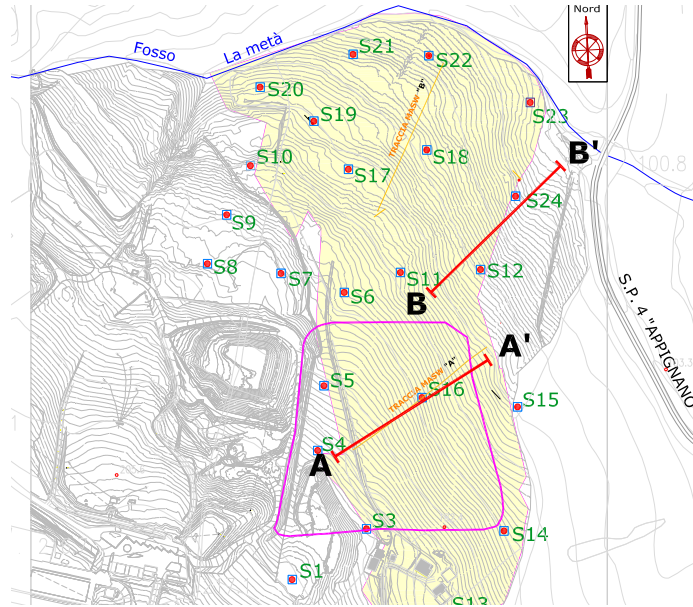 Nord
Fosso
La metà
S21
S22
S20
S23
S19
TRACCIA MASW "B"
S18
B'
100.8
S10
S17
S24
S9
S8
S7
S11
S12
S6
B
S.P. 4 "APPIGNANO
A'
TRACCIA MASW "A"
S5
S16
S15
S4
A
S3
S14
S1
S13